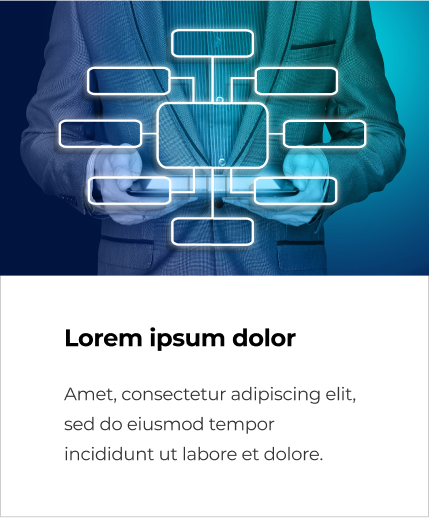 Lorem ipsum dolor
Amet, consectetur adipiscing elit,
sed do eiusmod tempor
incididunt ut labore et dolore.